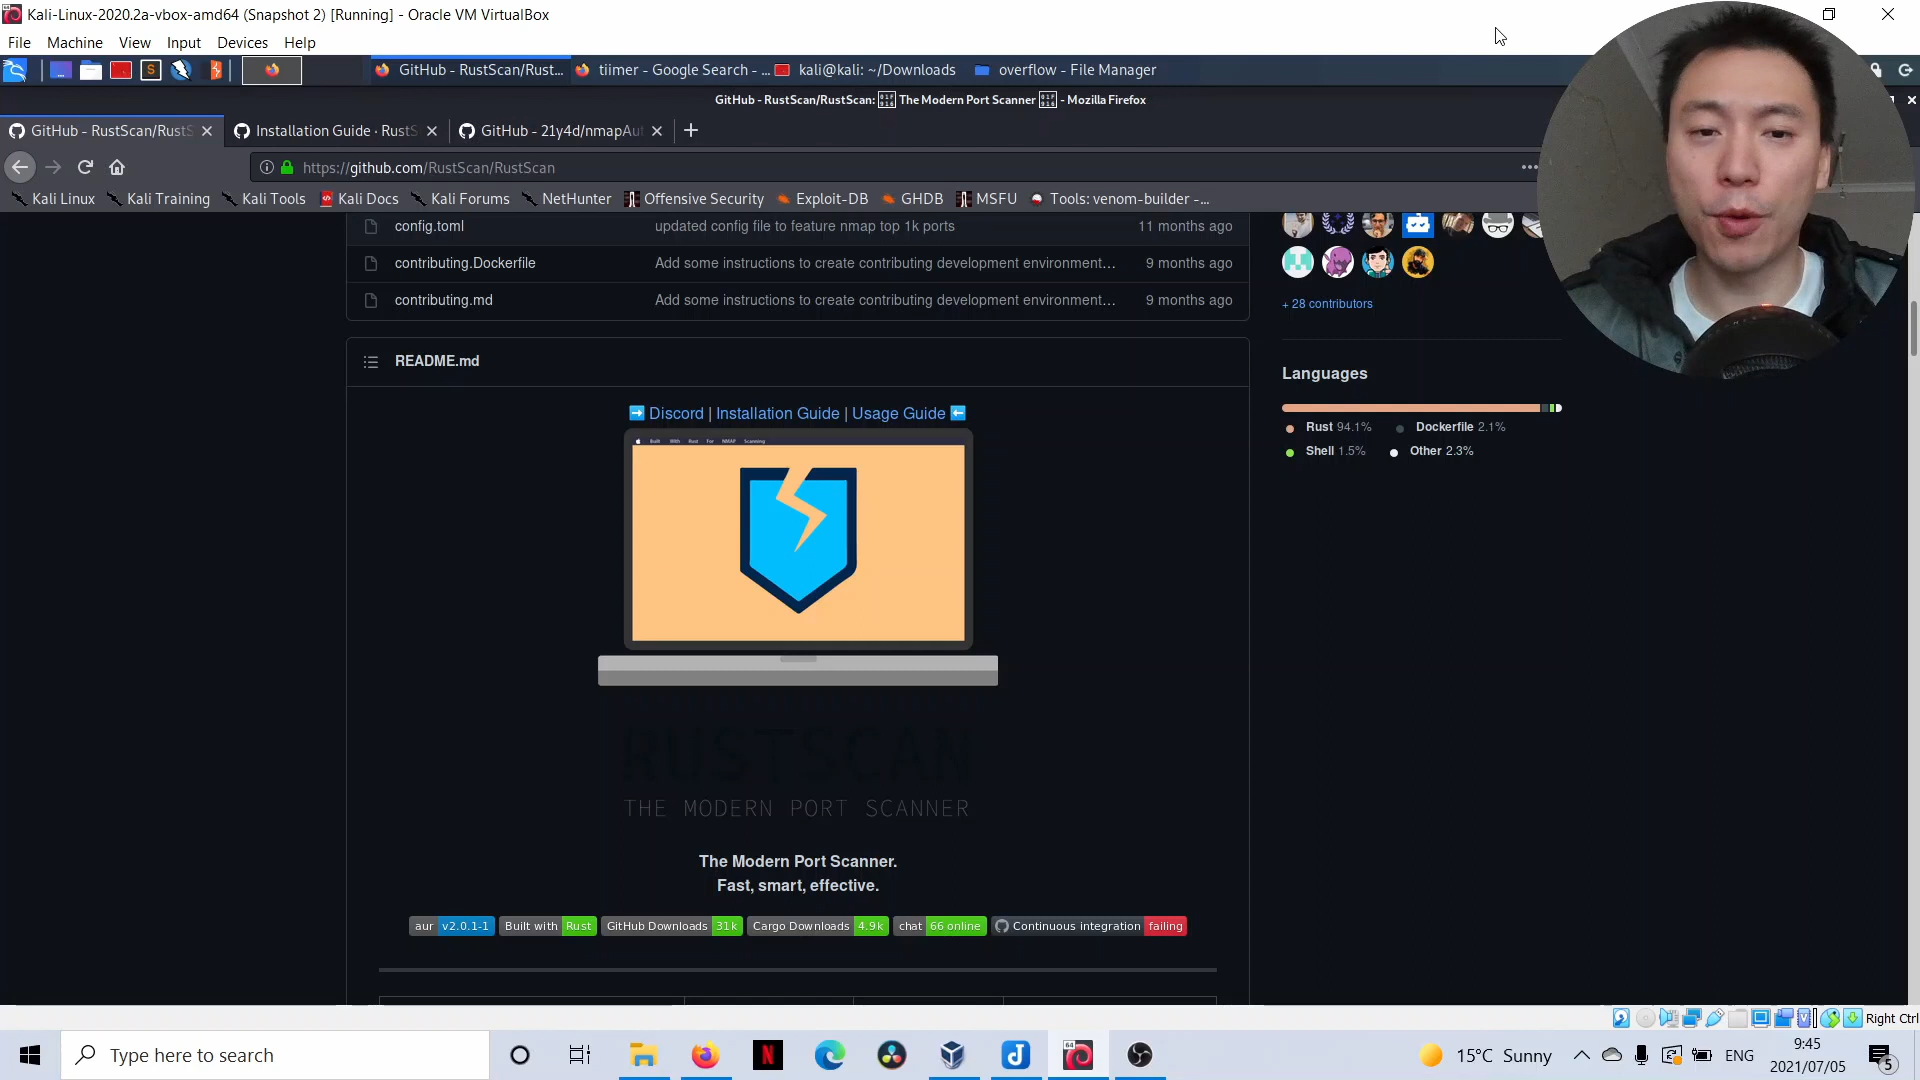 Kali-Linux-2020.2a-vbox-amd64 (Snapshot 2) [Running] - Oracle VM VirtualBox
File Machine View Input Devices Help
GitHub - RustScan/Rust... tiimer - Google Search - ... kali@kali: ~/Downloads overflow - File Manager
GitHub - RustScan/RustScan: The Modern Port Scanner - Mozilla Firefox
GitHub - RustScan/RustS Installation Guide · RustS GitHub - 21y4d/nmapAu
https://github.com/RustScan/RustScan
Kali Linux Kali Training Kali Tools Kali Docs Kali Forums NetHunter Offensive Security Exploit-DB GHDB MSFU Tools: venom-builder -...
config.toml updated config file to feature nmap top 1k ports 11 months ago
contributing.Dockerfile Add some instructions to create contributing development environment... 9 months ago
contributing.md Add some instructions to create contributing development environment... 9 months ago
+ 28 contributors
README.md
Languages
Rust 94.1% Dockerfile 2.1%
Shell 1.5% Other 2.3%
Discord | Installation Guide | Usage Guide
Built With Rust For NMAP Scanning
RUSTSCAN
THE MODERN PORT SCANNER
The Modern Port Scanner.
Fast, smart, effective.
aur v2.0.1-1 Built with Rust GitHub Downloads 31k Cargo Downloads 4.9k chat 66 online Continuous integration failing
Right Ctrl
Type here to search
15°C Sunny
ENG
9:45
2021/07/05
5